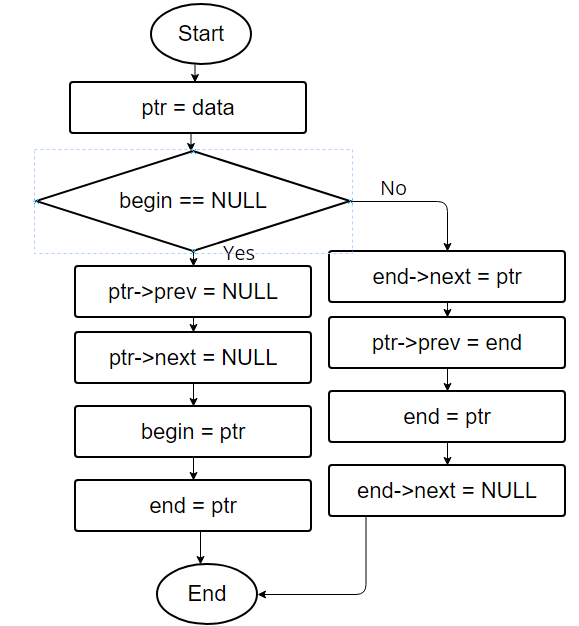 Start
ptr = data
begin == NULL
No
Yes
ptr->prev = NULL
ptr->next = NULL
begin = ptr
end = ptr
end->next = ptr
ptr->prev = end
end = ptr
end->next = NULL
End